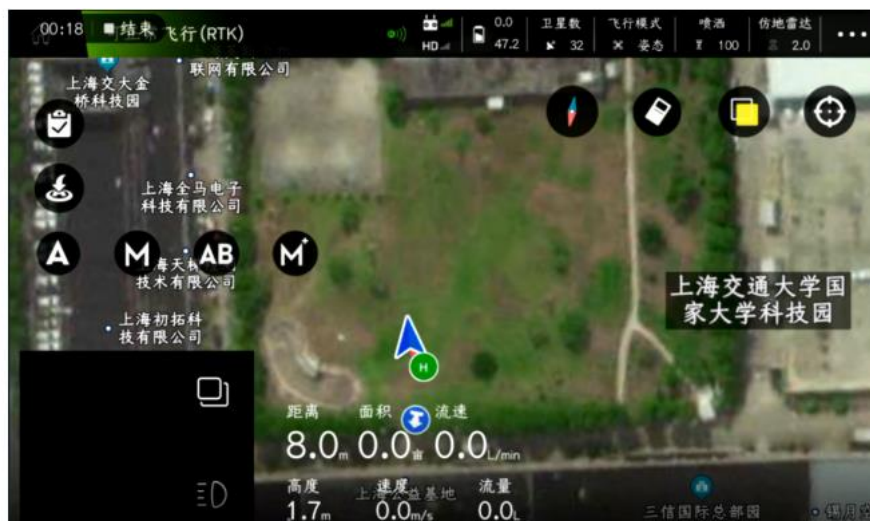 00:18 结束 飞行(RTK)
HD
0.0
47.2
卫星数
32
飞行模式
姿态
喷洒
100
仿地雷达
2.0
联网有限公司
上海交大金
桥科技园
上海全马电子
科技有限公司
A M AB M+
技术有限公司
上海初拓科
技有限公司
上海交通大学国
家大学科技园
H
距离 面积 流速
8.0m 0.0亩 0.0L/min
高度 速度 流量
1.7m 0.0m/s 0.0L
上海公益基地
三信国际总部园